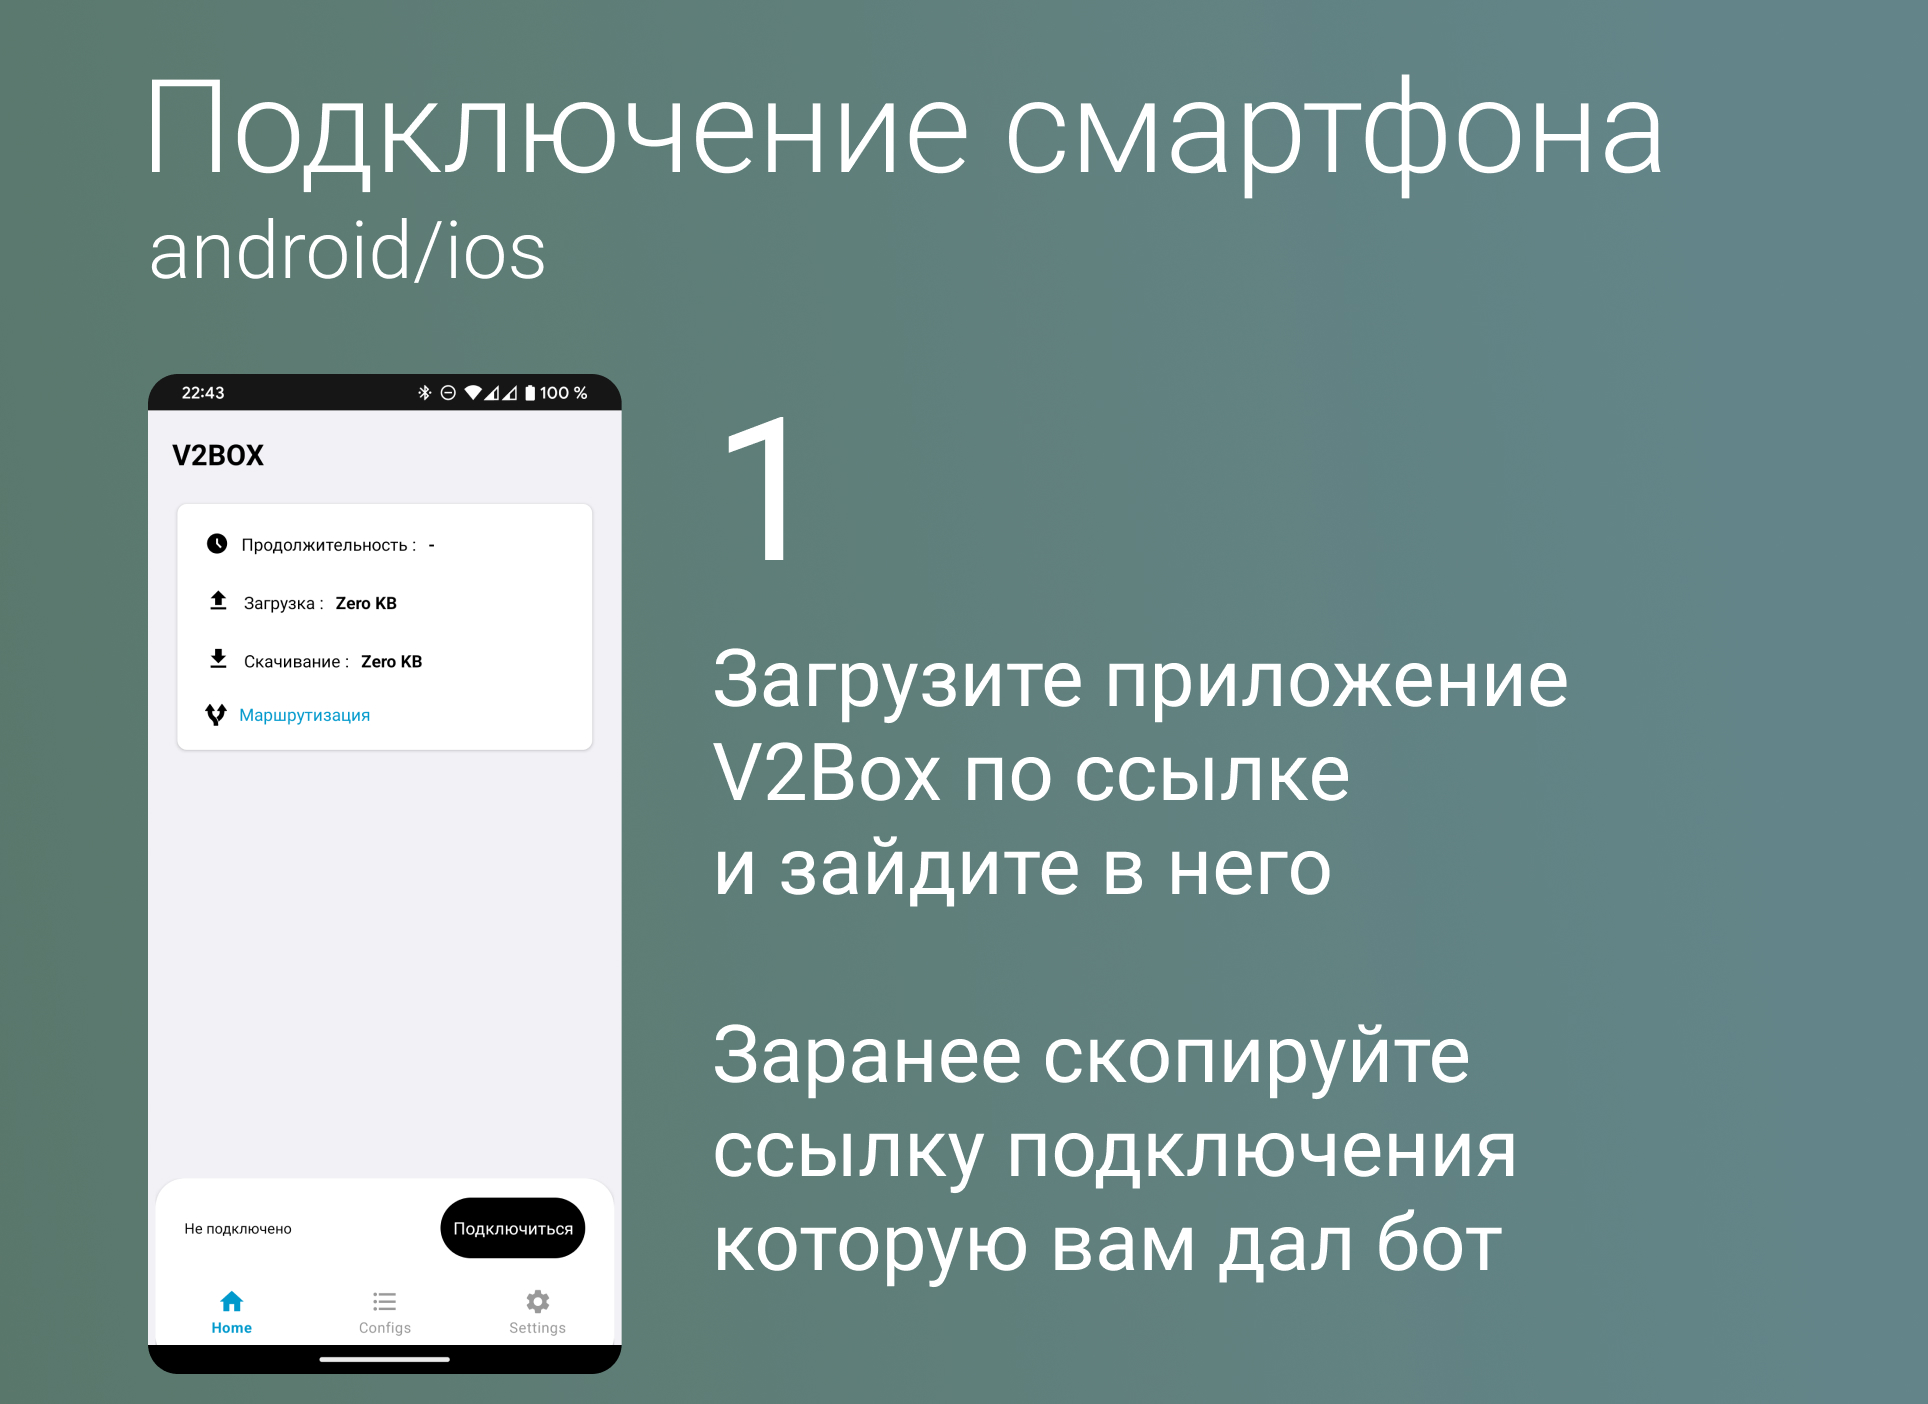 Подключение смартфона
android/ios
22:43
100 %
V2BOX
Продолжительность : -
Загрузка : Zero KB
Скачивание : Zero KB
Маршрутизация
Не подключено
Подключиться
Home
Configs
Settings
1
Загрузите приложение
V2Box по ссылке
и зайдите в него
Заранее скопируйте
ссылку подключения
которую вам дал бот